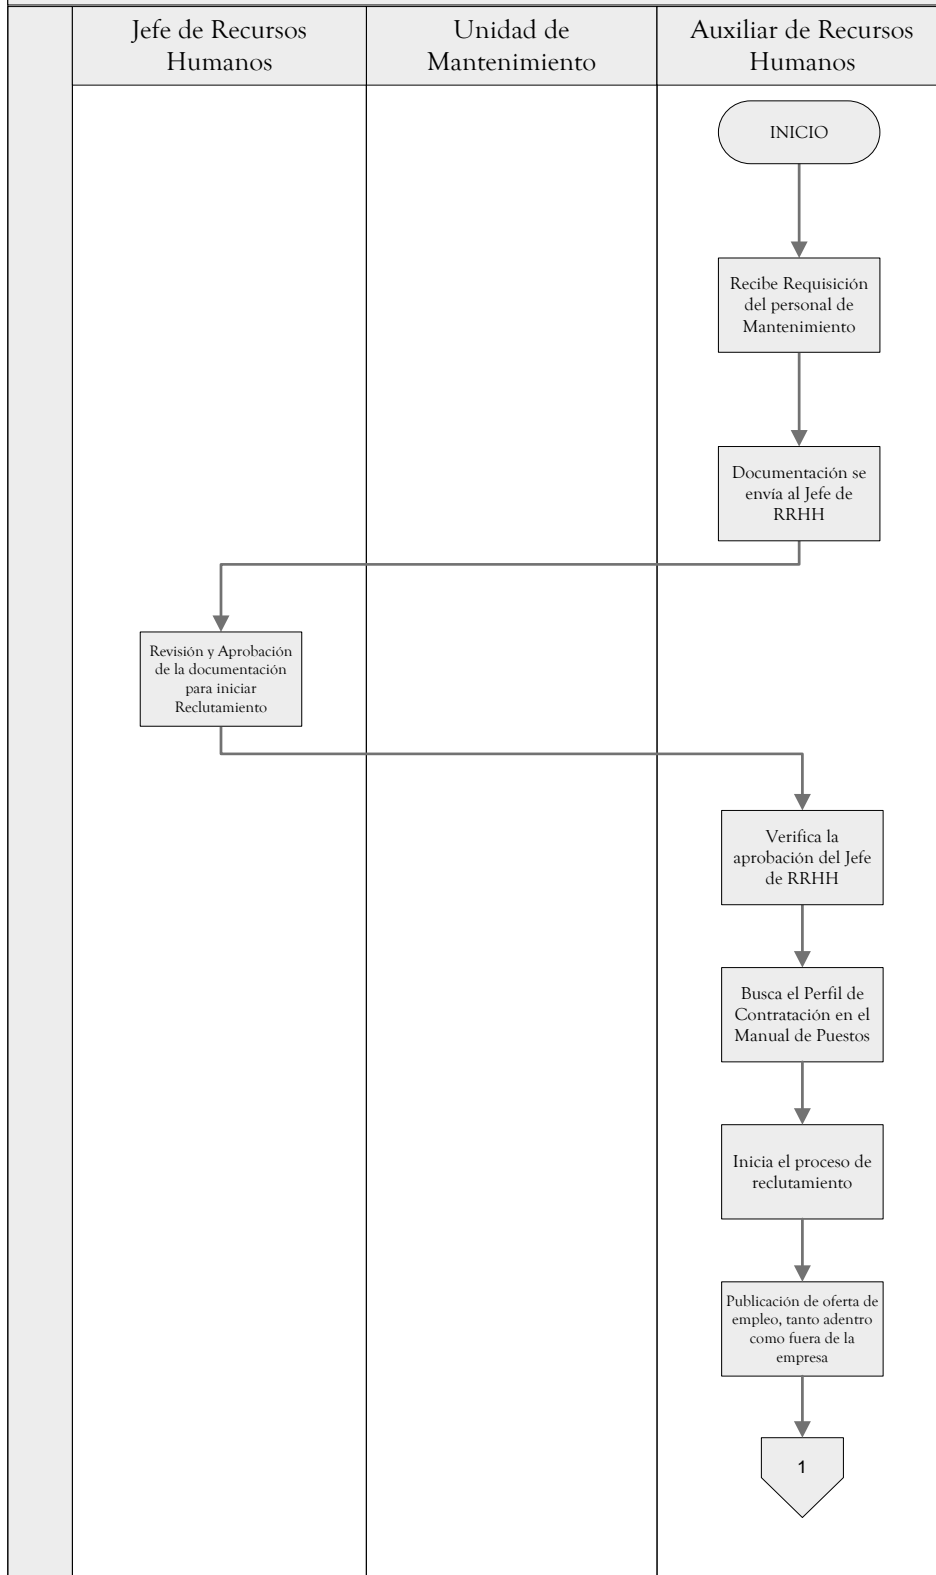 Jefe de Recursos
Humanos
Unidad de
Mantenimiento
Auxiliar de Recursos
Humanos
INICIO
Recibe Requisición
del personal de
Mantenimiento
Documentación se
envía al Jefe de
RRHH
Revisión y Aprobación
de la documentación
para iniciar
Reclutamiento
Verifica la
aprobación del Jefe
de RRHH
Busca el Perfil de
Contratación en el
Manual de Puestos
Inicia el proceso de
reclutamiento
Publicación de oferta de
empleo, tanto adentro
como fuera de la
empresa
1